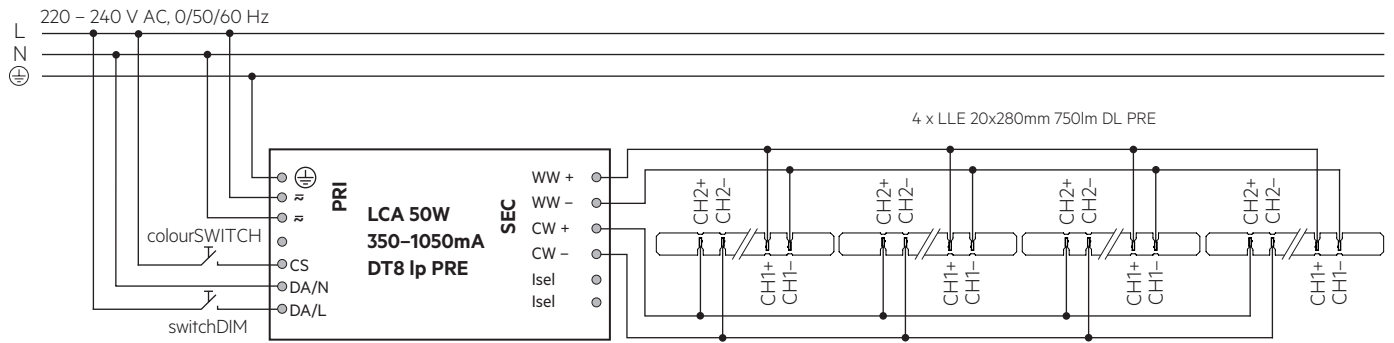 220 – 240 V AC, 0/50/60 Hz
L
N
4 x LLE 20x280mm 750lm DL PRE
PRI
SEC
LCA 50W
350–1050mA
DT8 lp PRE
≂
≂
CS
DA/N
DA/L
WW +
WW –
CW +
CW –
Isel
Isel
colourSWITCH
switchDIM
CH2+
CH2–
CH1+
CH1–
CH2+
CH2–
CH1+
CH1–
CH2+
CH2–
CH1+
CH1–
CH2+
CH2–
CH1+
CH1–